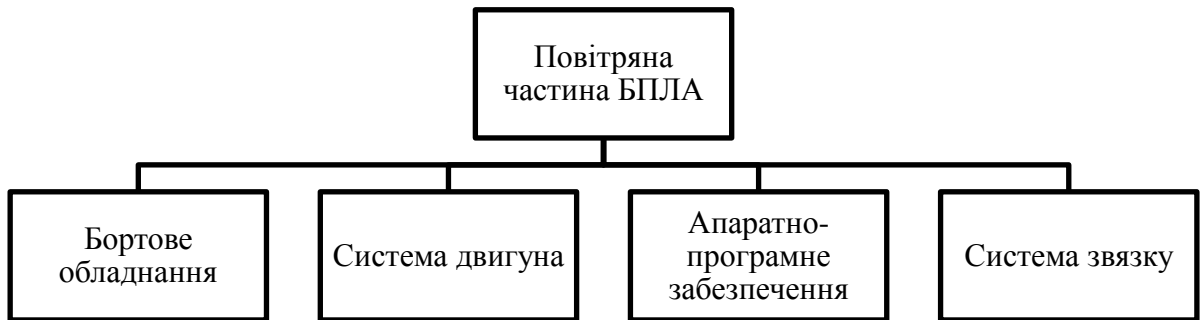 Повітряна
частина БПЛА
Бортове
обладнання
Система двигуна
Апаратно-
програмне
забезпечення
Система звязку